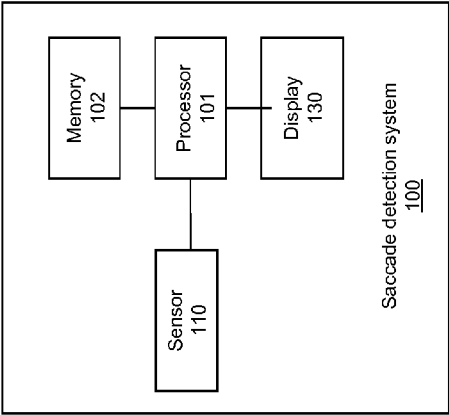 Memory
102
Processor
101
Display
130
Sensor
110
Saccade detection system
100